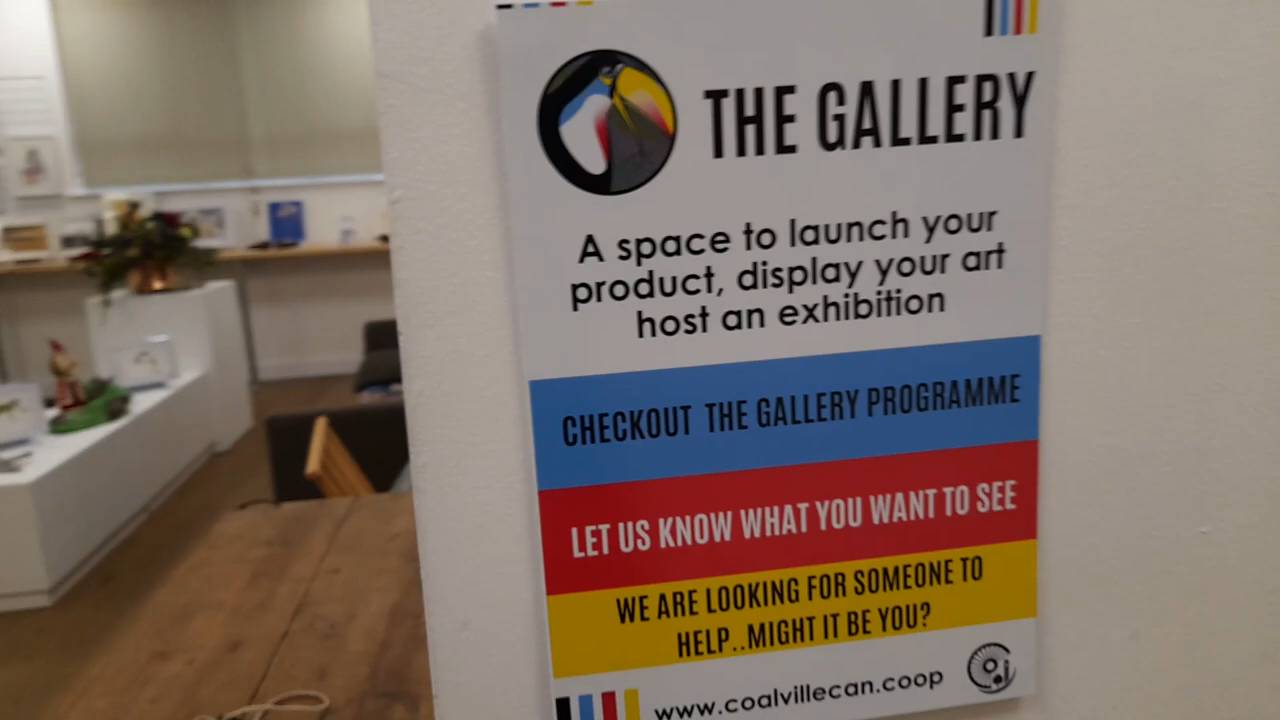 THE GALLERY
A space to launch your
product, display your art
host an exhibition
CHECKOUT THE GALLERY PROGRAMME
LET US KNOW WHAT YOU WANT TO SEE
WE ARE LOOKING FOR SOMEONE TO
HELP..MIGHT IT BE YOU?
www.coalvillecan.coop